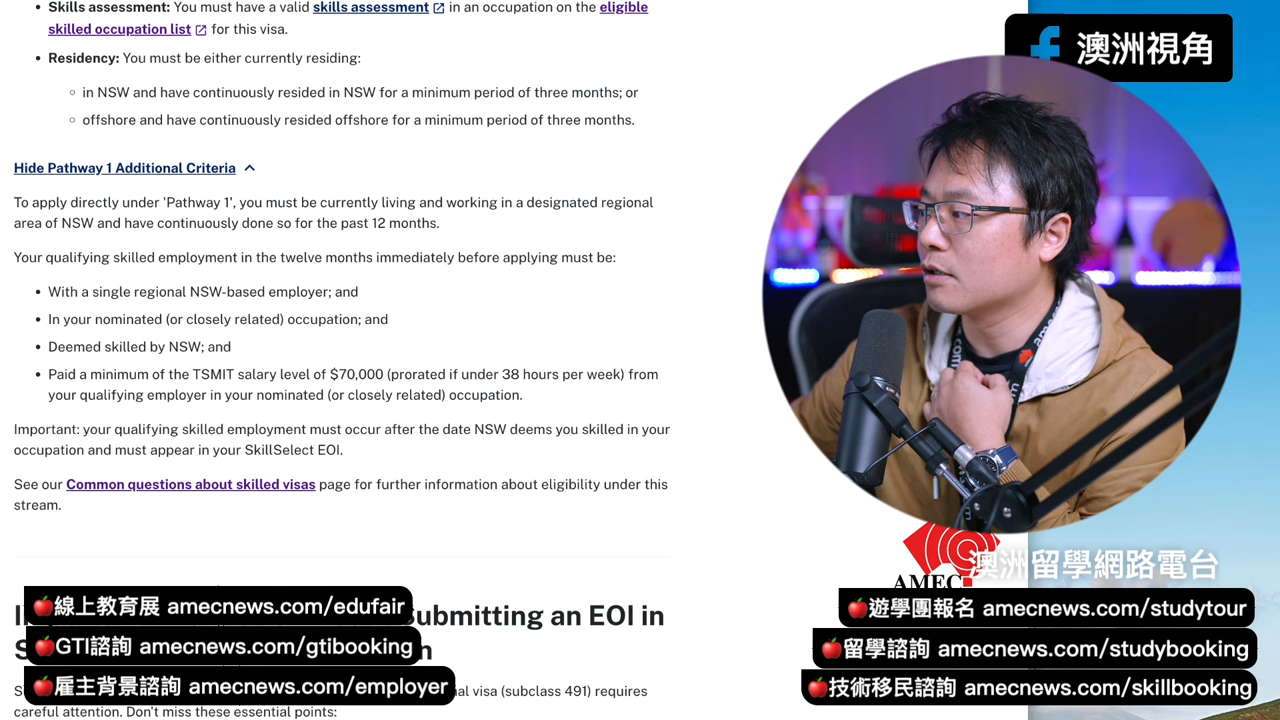 • Skills assessment: You must have a valid skills assessment in an occupation on the eligible
skilled occupation list for this visa.
• Residency: You must be either currently residing:
○ in NSW and have continuously resided in NSW for a minimum period of three months; or
○ offshore and have continuously resided offshore for a minimum period of three months.
Hide Pathway 1 Additional Criteria
To apply directly under 'Pathway 1', you must be currently living and working in a designated regional
area of NSW and have continuously done so for the past 12 months.
Your qualifying skilled employment in the twelve months immediately before applying must be:
• With a single regional NSW-based employer; and
• In your nominated (or closely related) occupation; and
• Deemed skilled by NSW; and
• Paid a minimum of the TSMIT salary level of $70,000 (prorated if under 38 hours per week) from
your qualifying employer in your nominated (or closely related) occupation.
Important: your qualifying skilled employment must occur after the date NSW deems you skilled in your
occupation and must appear in your SkillSelect EOI.
See our Common questions about skilled visas page for further information about eligibility under this
stream.
submitting an EOI in
al visa (subclass 491) requires
careful attention. Don't miss these essential points:
澳洲視角
AMEC
澳洲留學網路電台
線上教育展 amecnews.com/edufair
GTI諮詢 amecnews.com/gtibooking
雇主背景諮詢 amecnews.com/employer
遊學團報名 amecnews.com/studytour
留學諮詢 amecnews.com/studybooking
技術移民諮詢 amecnews.com/skillbooking